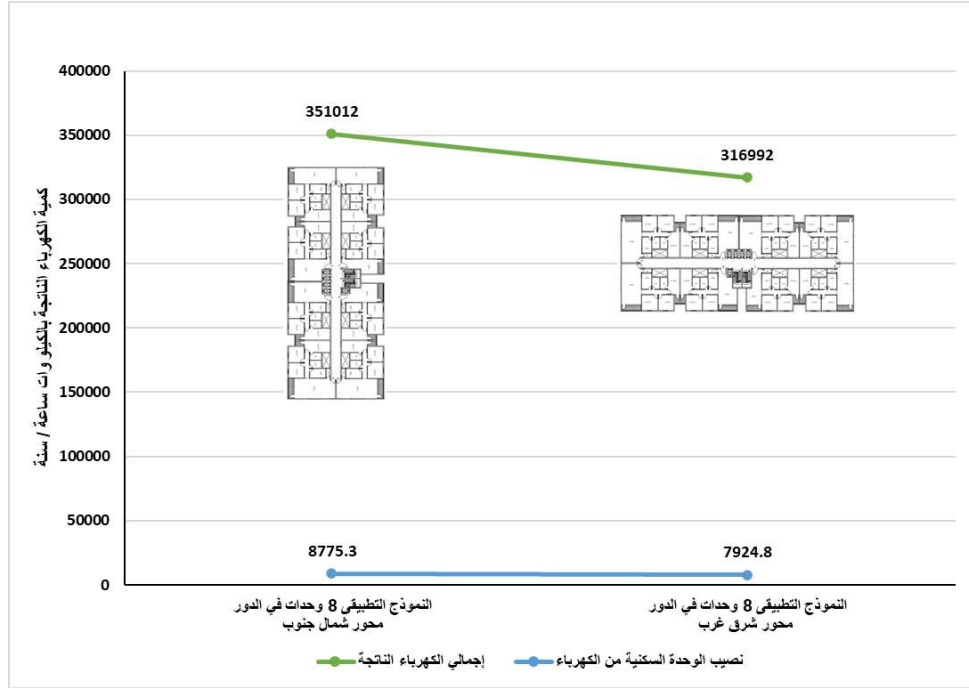 كمية الكهرباء الناتجة بالكيلو وات ساعة / سنة
400000
350000
300000
250000
200000
150000
100000
50000
0
351012
316992
8775.3
7924.8
النموذج التطبيقى 8 وحدات في الدور
محور شمال جنوب
النموذج التطبيقى 8 وحدات في الدور
محور شرق غرب
إجمالي الكهرباء الناتجة
نصيب الوحدة السكنية من الكهرباء